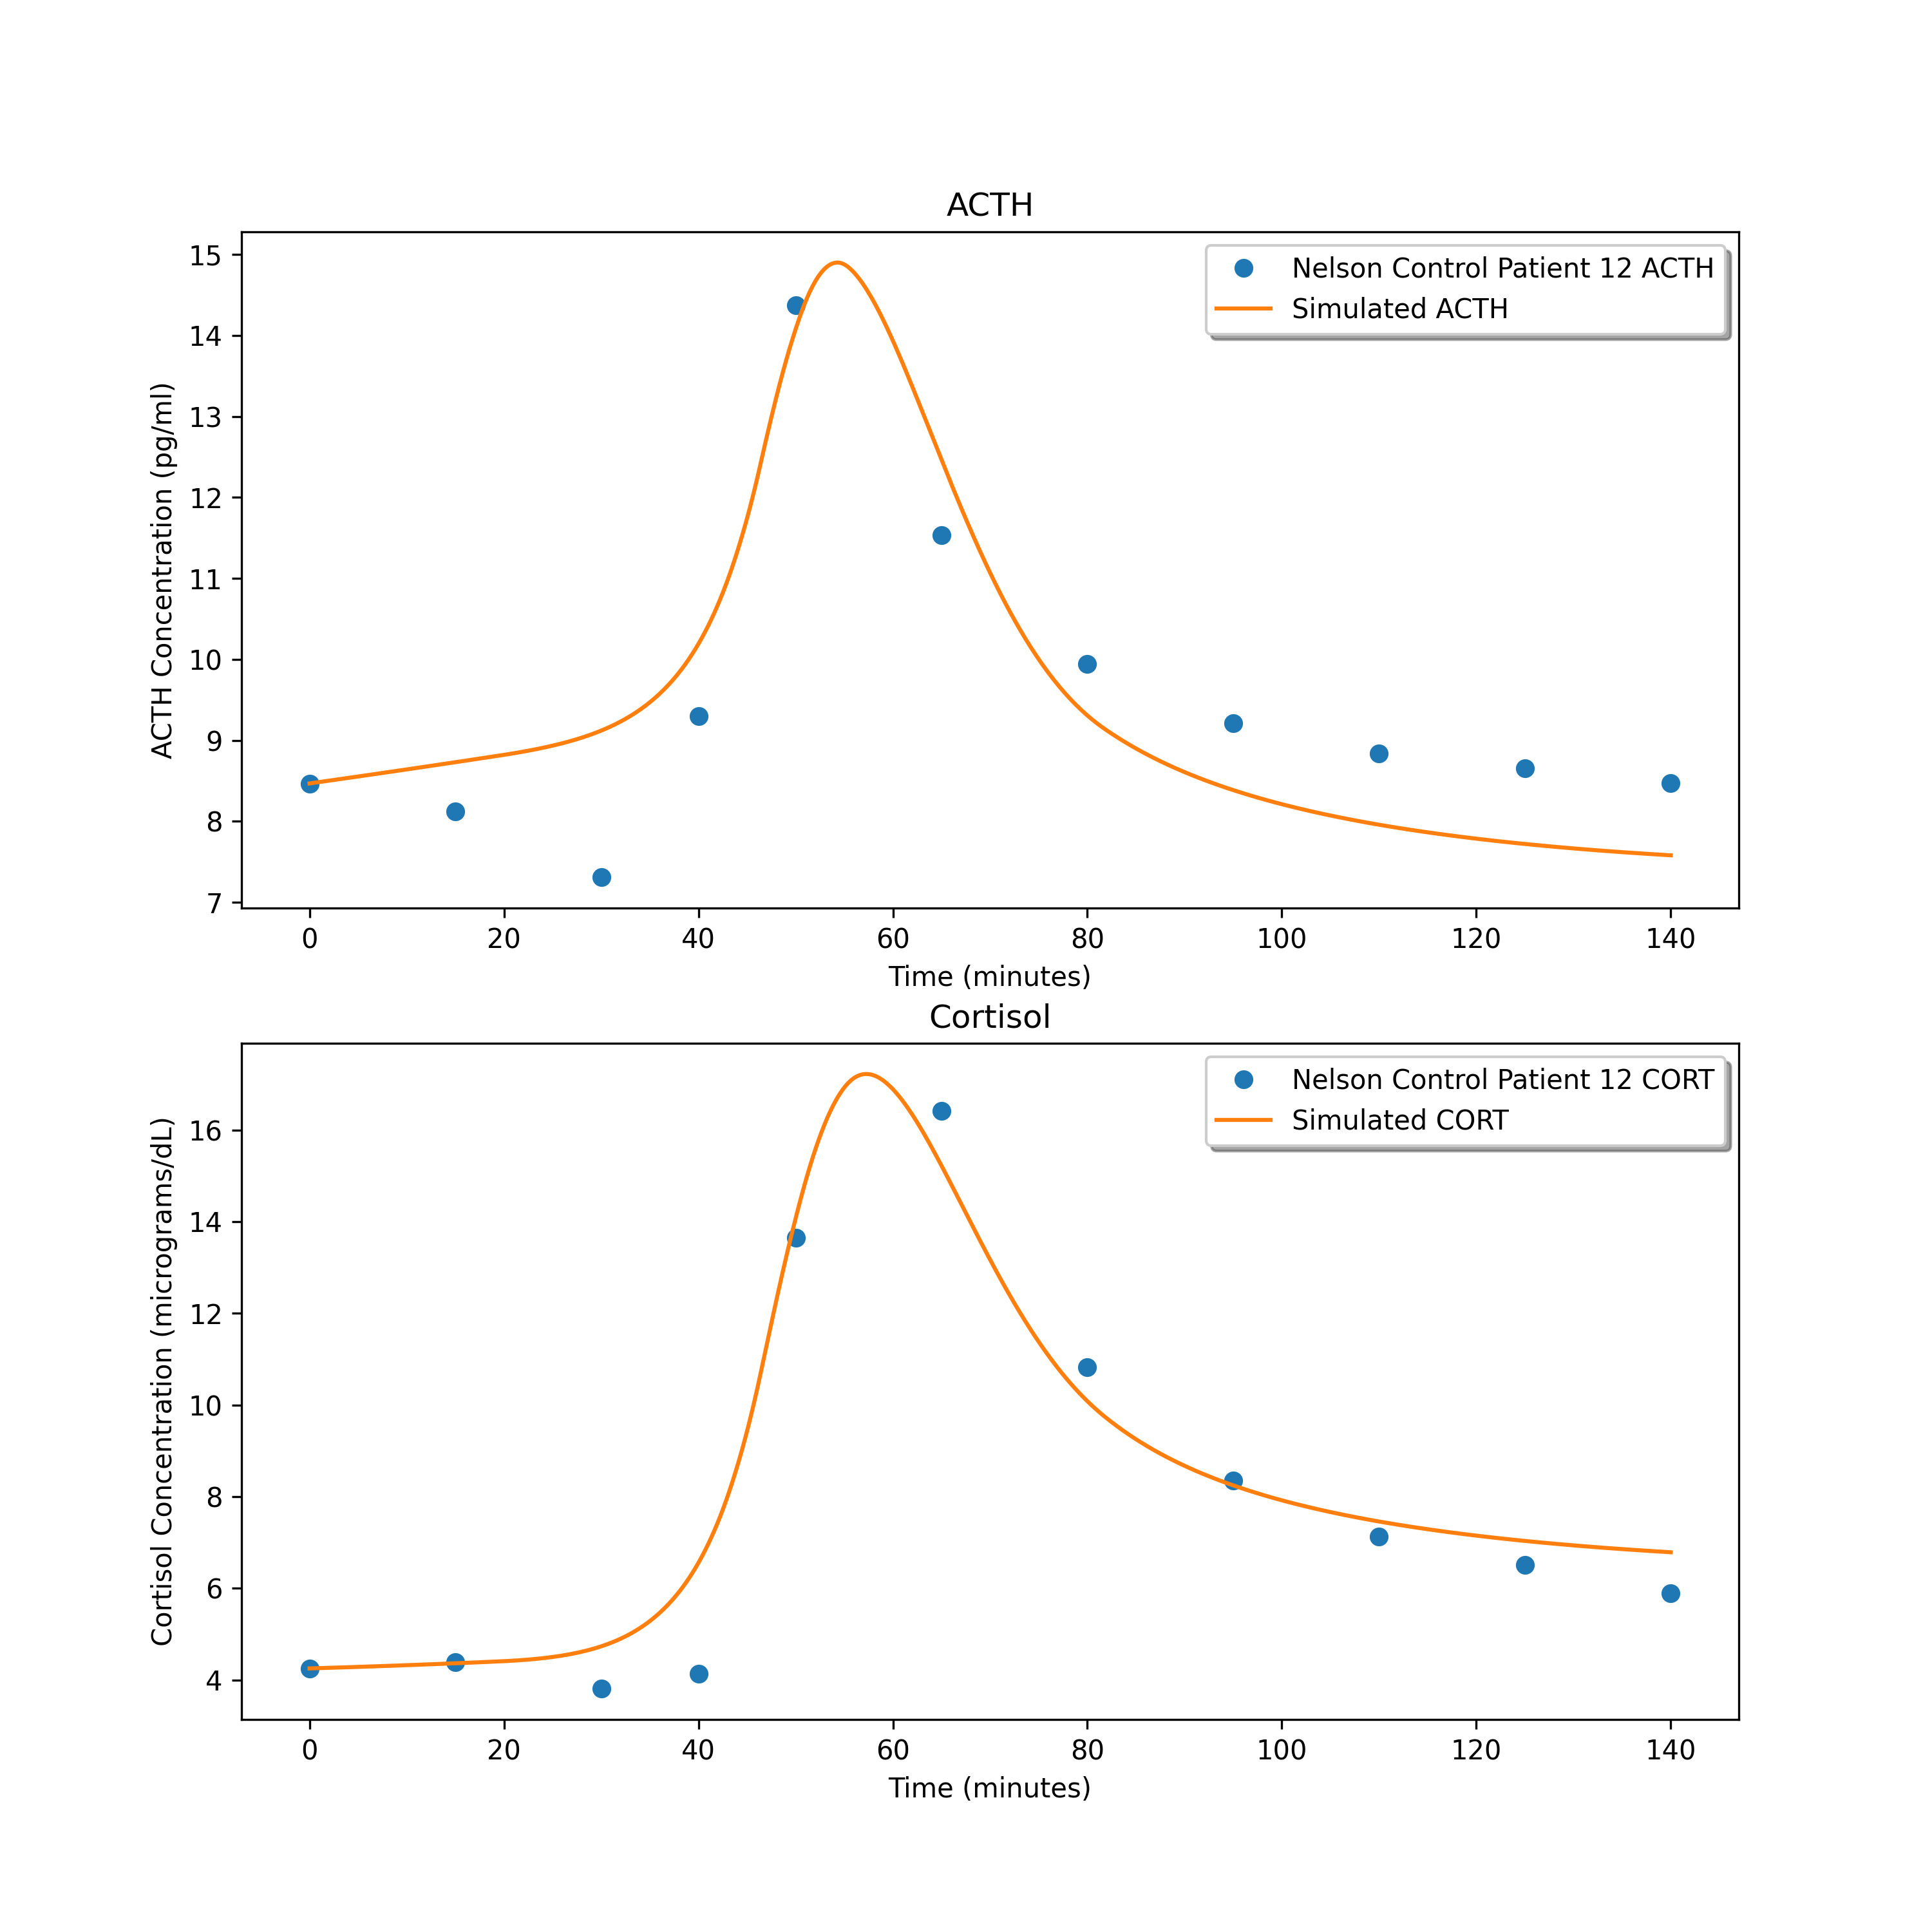 ACTH
15
14
13
12
11
10
9
8
7
ACTH Concentration (pg/ml)
Nelson Control Patient 12 ACTH
Simulated ACTH
0 20 40 60 80 100 120 140
Time (minutes)
Cortisol
16
14
12
10
8
6
4
Cortisol Concentration (micrograms/dL)
Nelson Control Patient 12 CORT
Simulated CORT
0 20 40 60 80 100 120 140
Time (minutes)